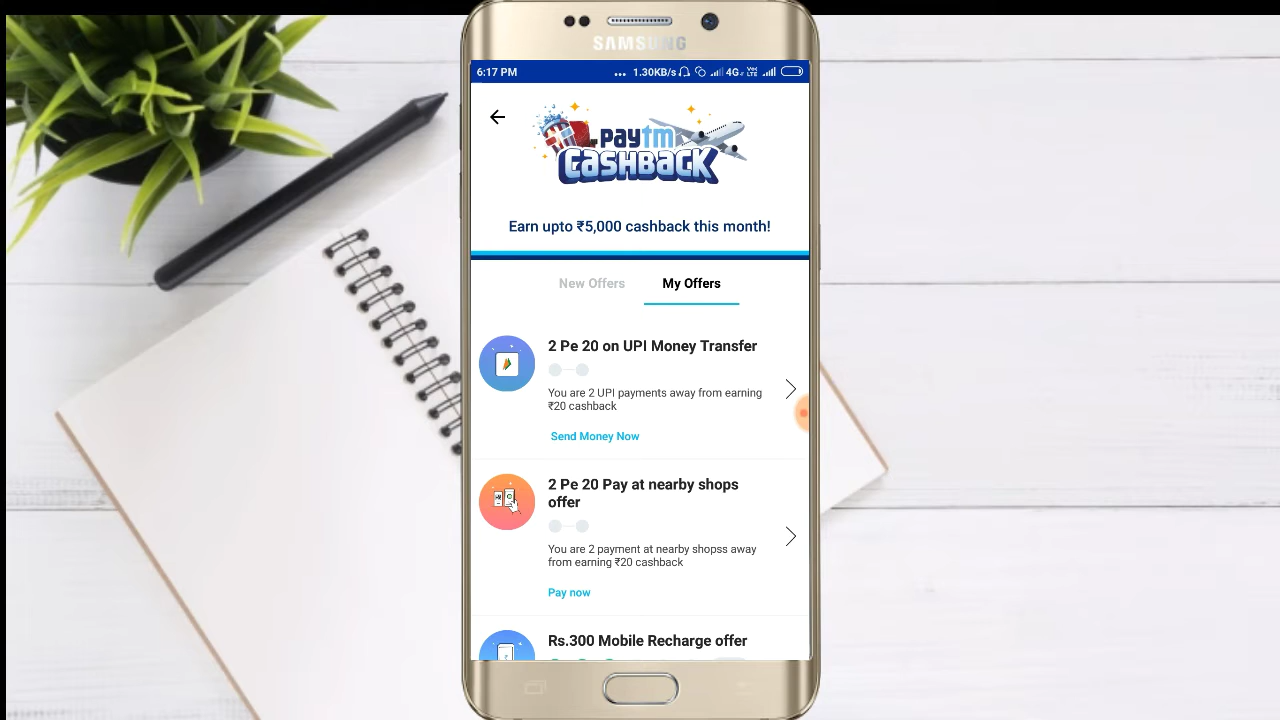 SAMSUNG
6:17 PM ... 1.30KB/s 4G Vo LTE
paytm
CASHBACK
Earn upto ₹5,000 cashback this month!
New Offers My Offers
2 Pe 20 on UPI Money Transfer
You are 2 UPI payments away from earning
₹20 cashback
Send Money Now
2 Pe 20 Pay at nearby shops
offer
You are 2 payment at nearby shopss away
from earning ₹20 cashback
Pay now
Rs.300 Mobile Recharge offer